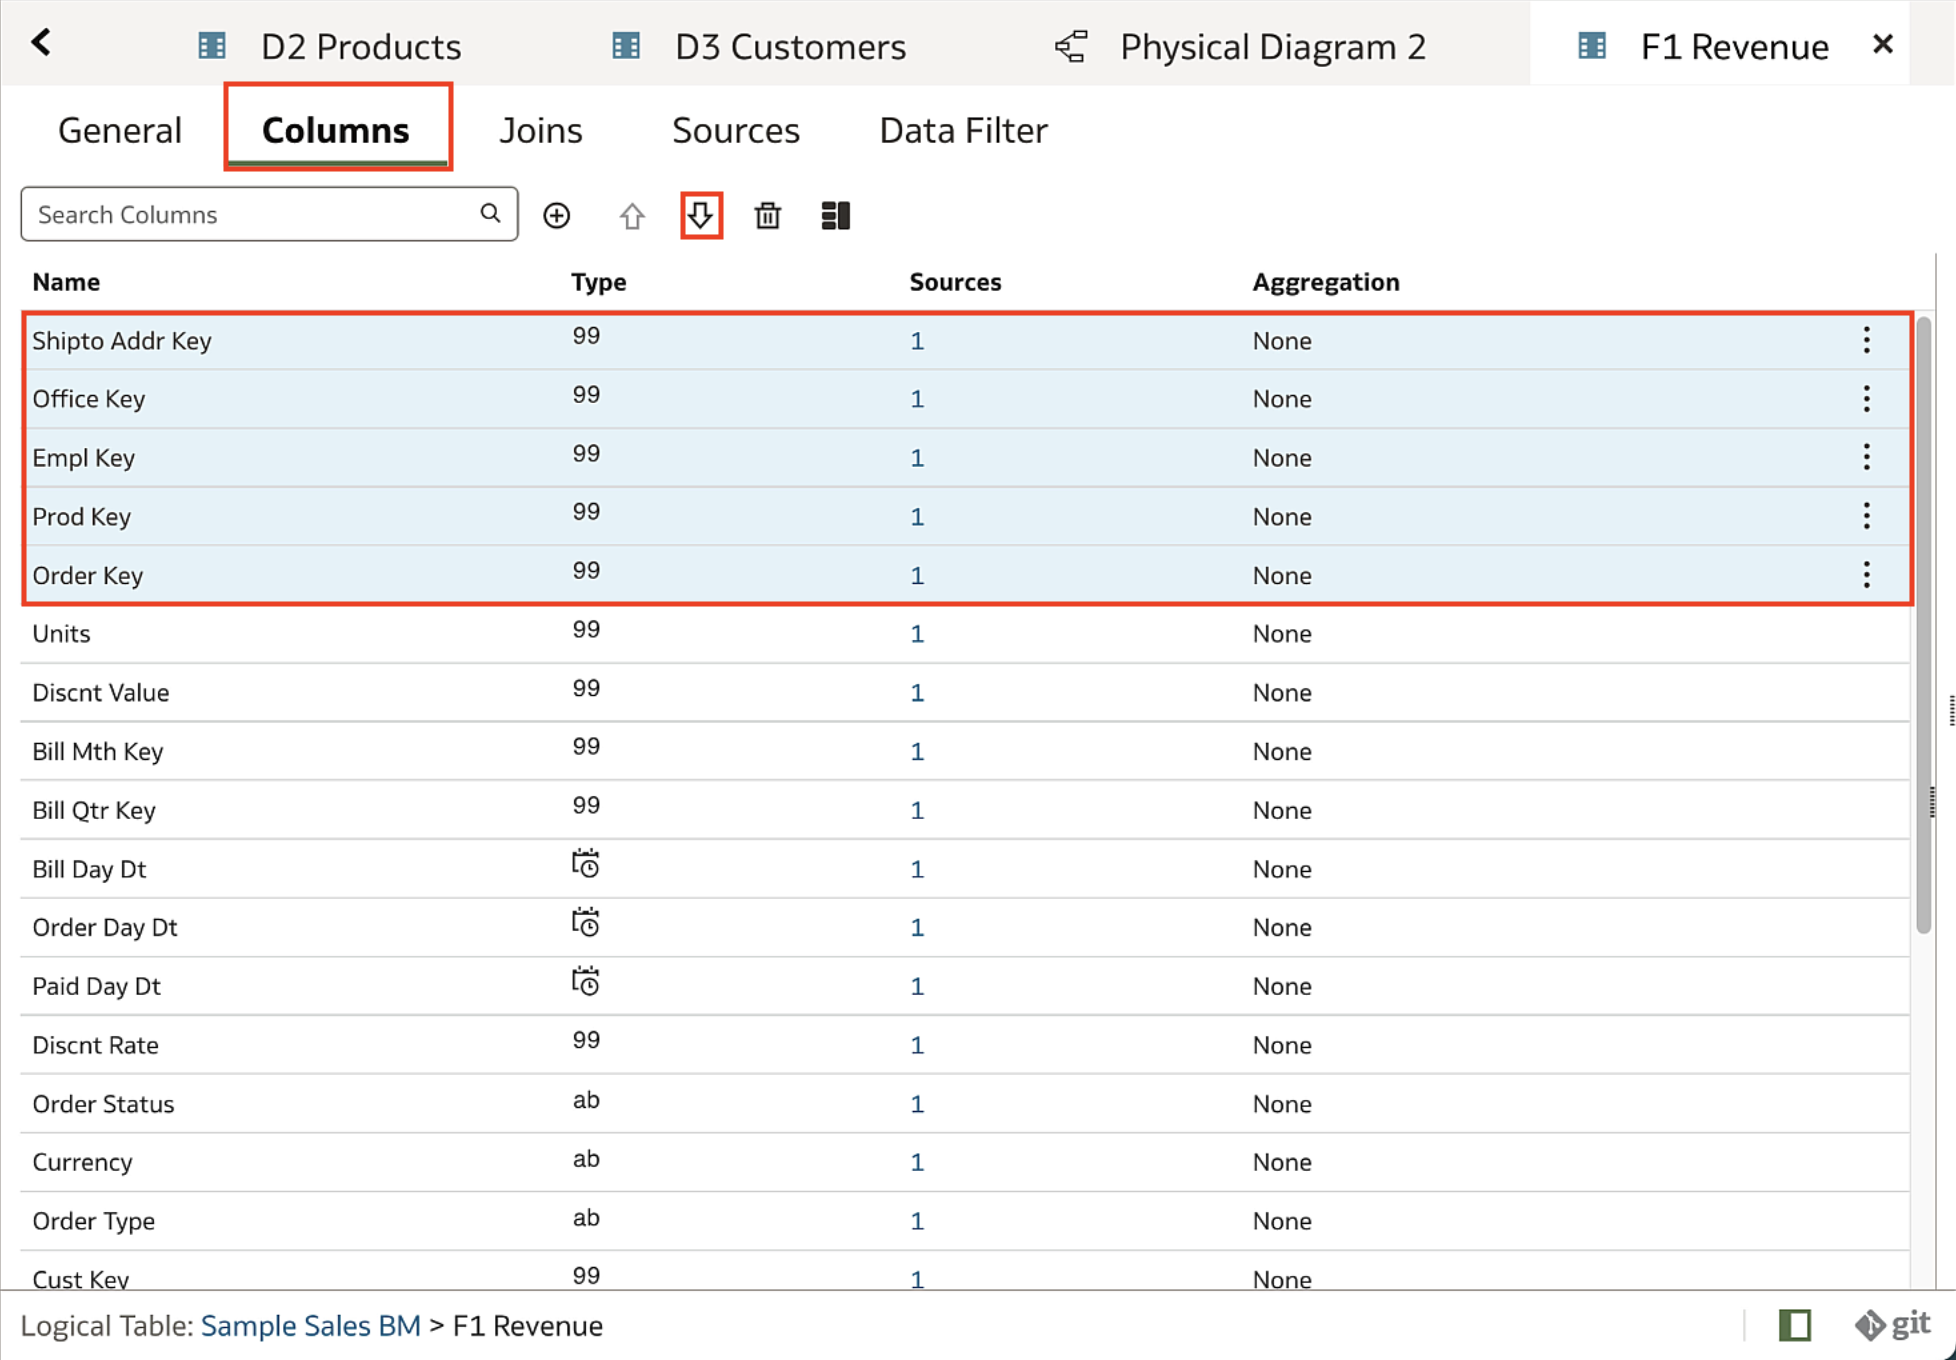 D2 Products D3 Customers Physical Diagram 2 F1 Revenue
General Columns Joins Sources Data Filter
Search Columns
Name Type Sources Aggregation
Shipto Addr Key 99 1 None
Office Key 99 1 None
Empl Key 99 1 None
Prod Key 99 1 None
Order Key 99 1 None
Units 99 1 None
Discnt Value 99 1 None
Bill Mth Key 99 1 None
Bill Qtr Key 99 1 None
Bill Day Dt 1 None
Order Day Dt 1 None
Paid Day Dt 1 None
Discnt Rate 99 1 None
Order Status ab 1 None
Currency ab 1 None
Order Type ab 1 None
Cust Key 99 1 None
Logical Table: Sample Sales BM > F1 Revenue git